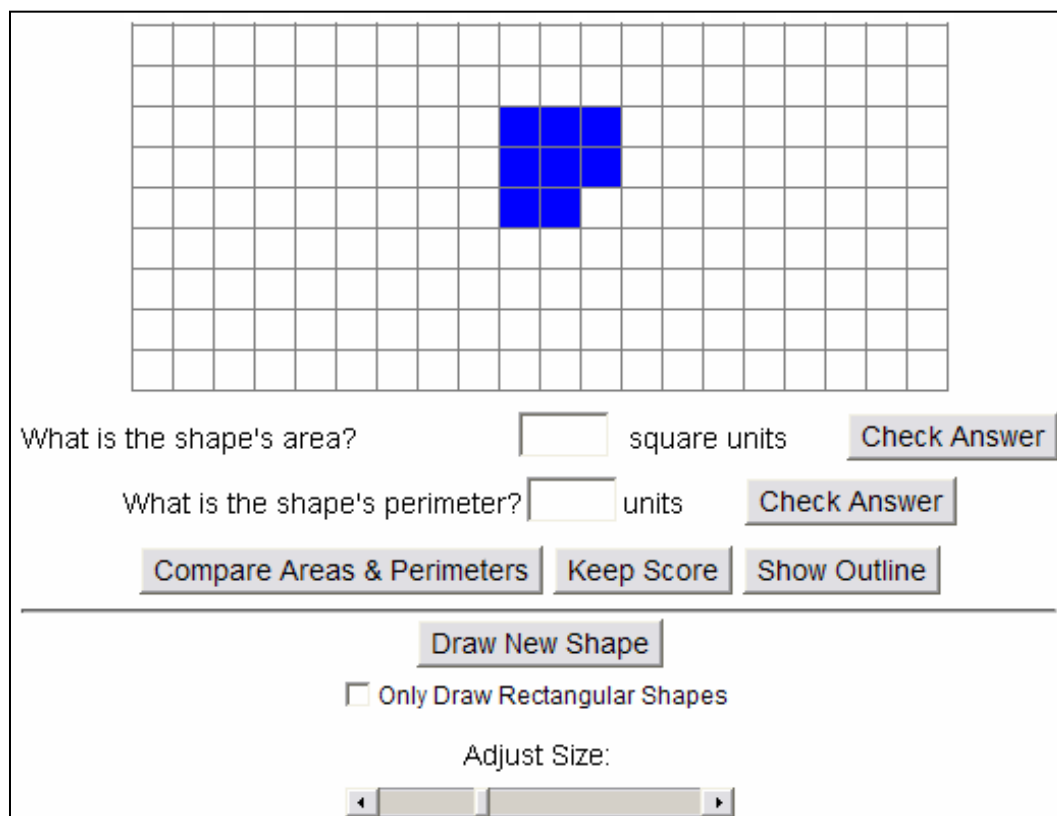 What is the shape's area? square units Check Answer
What is the shape's perimeter? units Check Answer
Compare Areas & Perimeters Keep Score Show Outline
Draw New Shape
Only Draw Rectangular Shapes
Adjust Size: